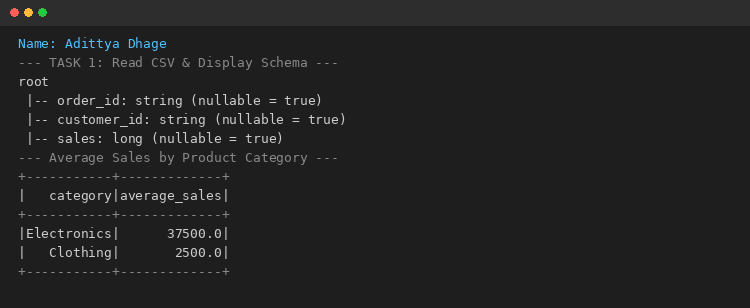 Name: Adittya Dhage
--- TASK 1: Read CSV & Display Schema ---
root
 |-- order_id: string (nullable = true)
 |-- customer_id: string (nullable = true)
 |-- sales: long (nullable = true)
--- Average Sales by Product Category ---
+-----------+-------------+
|   category|average_sales|
+-----------+-------------+
|Electronics|      37500.0|
|   Clothing|       2500.0|
+-----------+-------------+